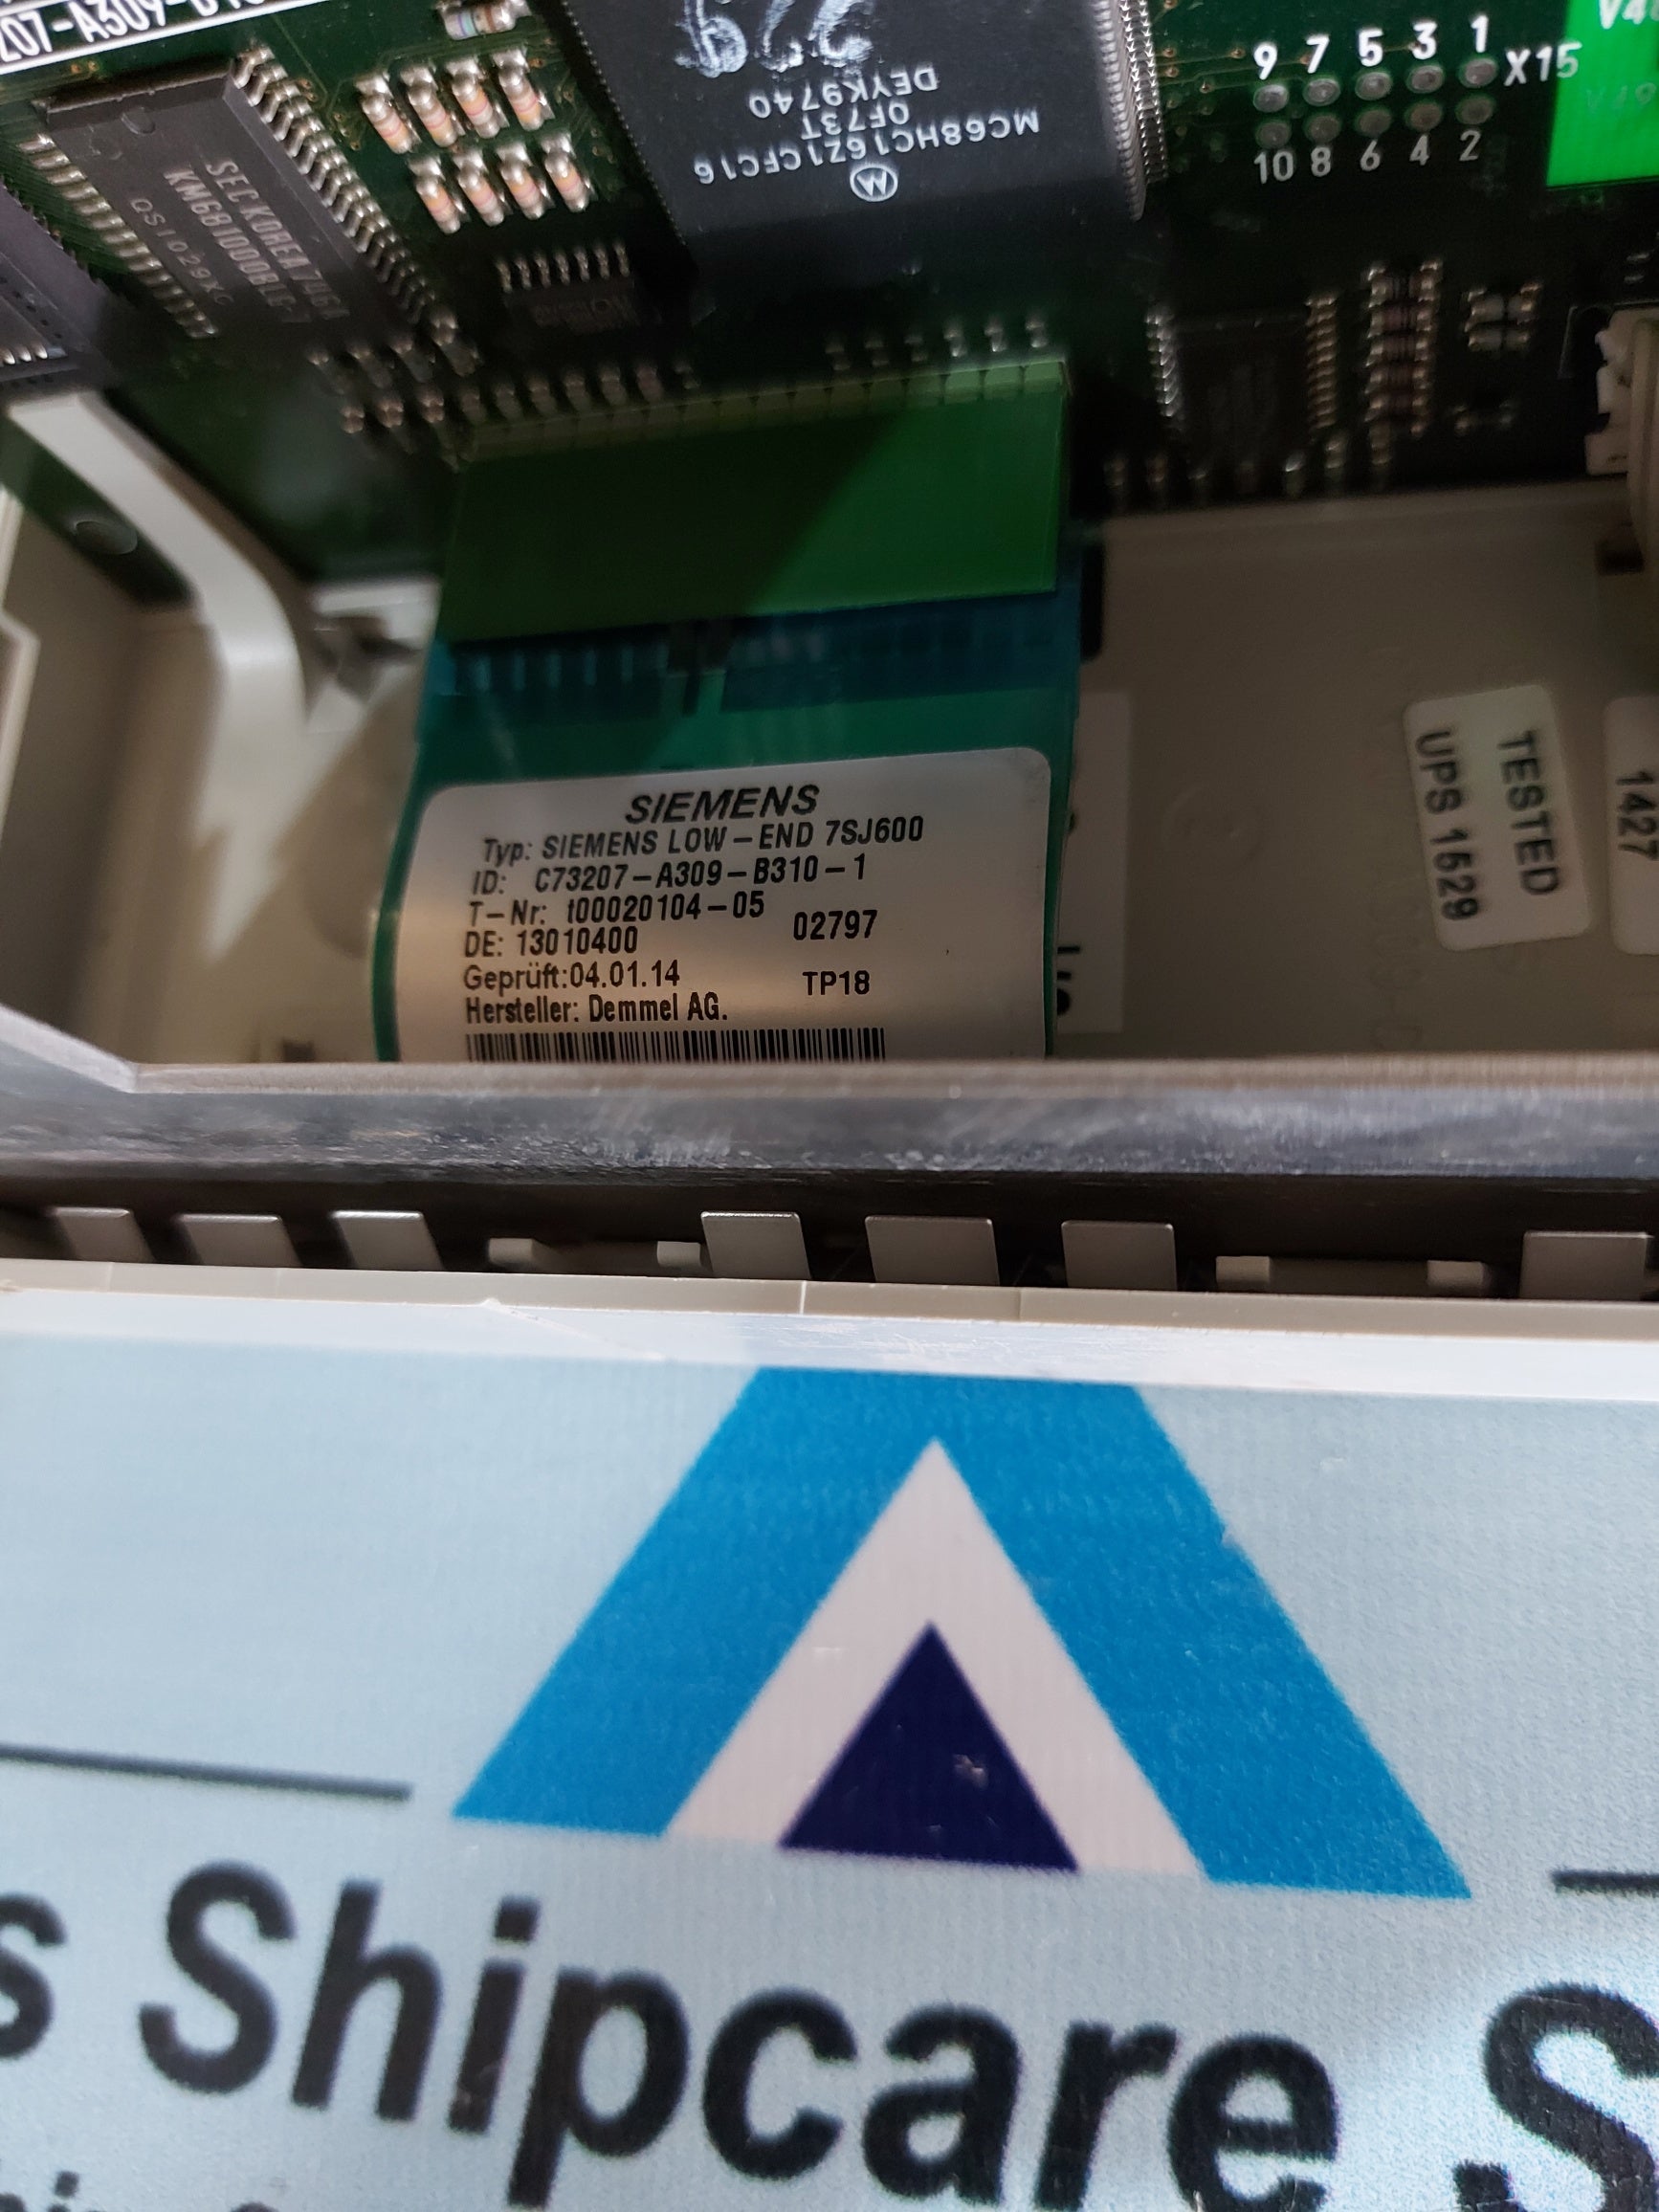 9 7 5 3 1 X15
10 8 6 4 2
MC68HC16Z1CFC16
0F73T
DEYK9740
SEC KOREA
SIEMENS
Typ: SIEMENS LOW-END 7SJ600
ID: C73207-A309-B310-1
T-Nr: t00020104-05
02797
DE: 13010400
Geprüft:04.01.14
TP18
Hersteller: Demmel AG.
TESTED
UPS 1529
1427
s Shipcare S